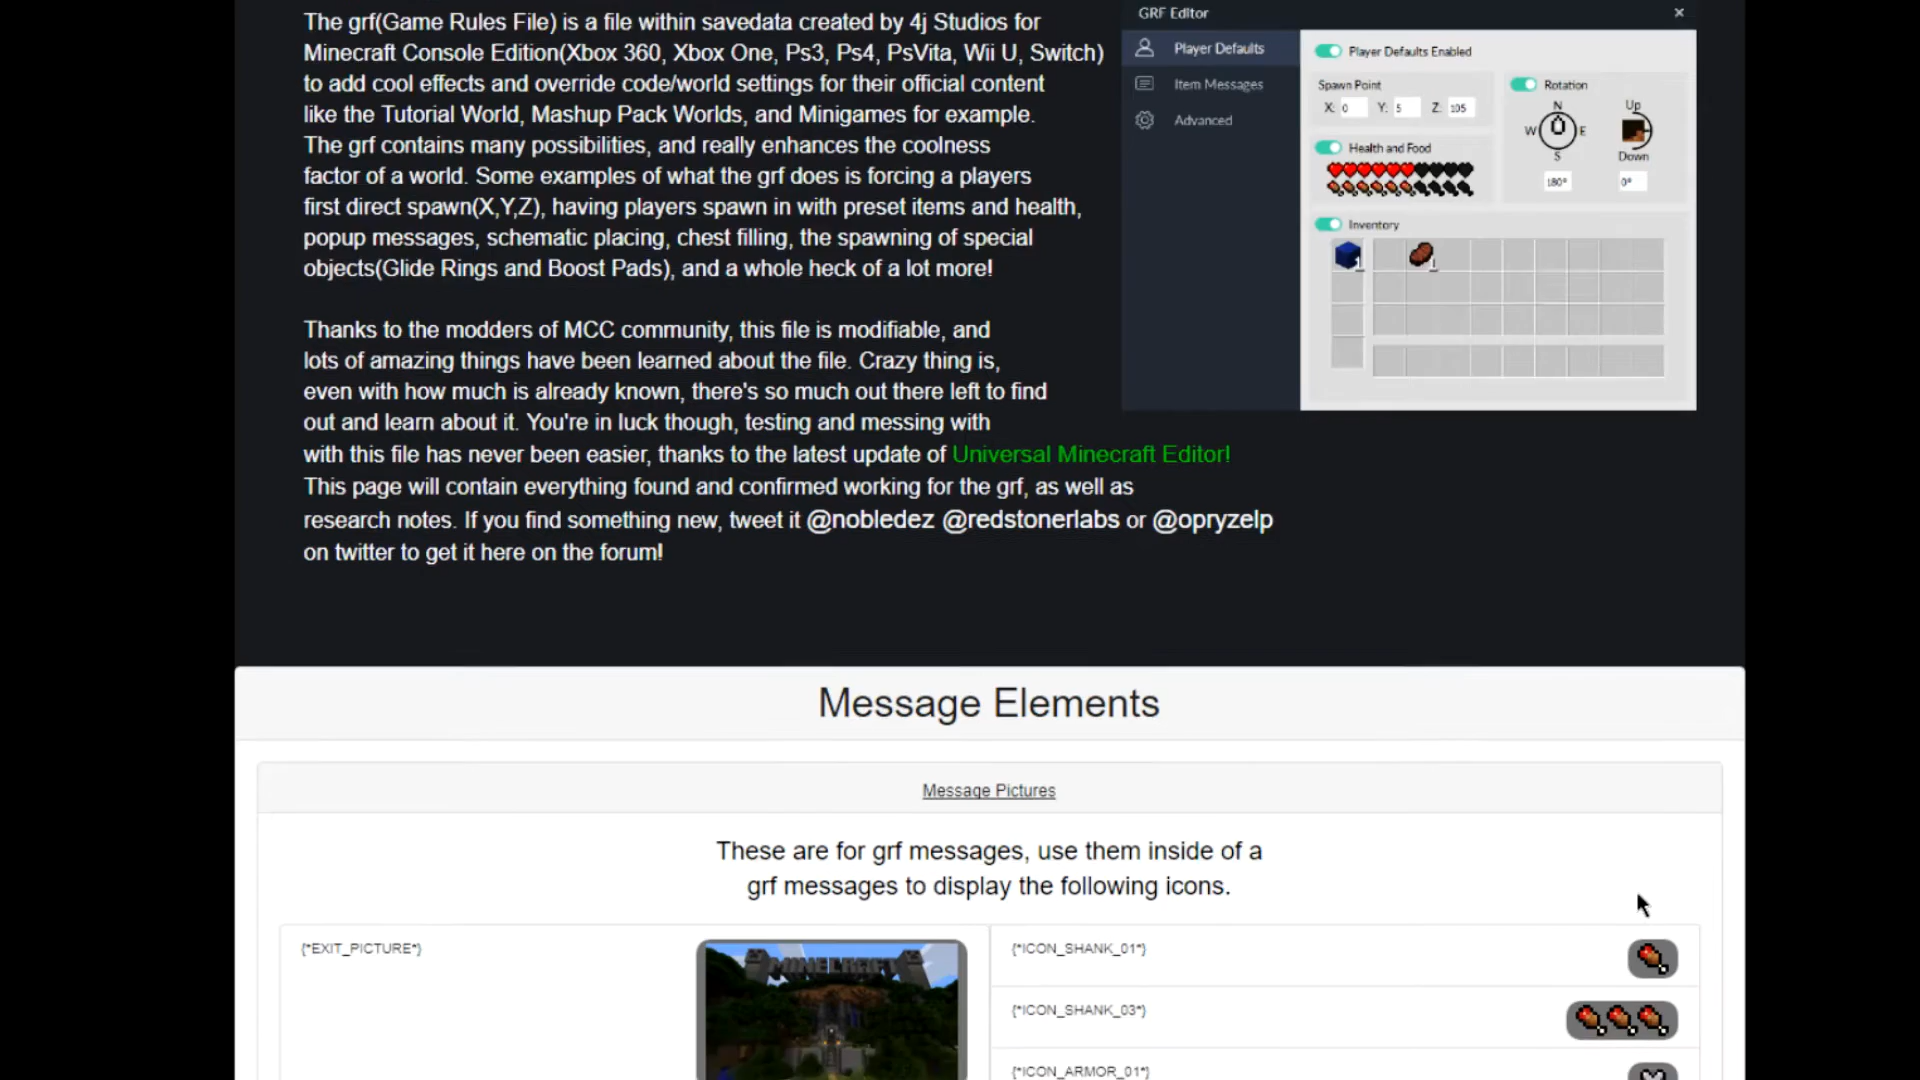 The grf(Game Rules File) is a file within savedata created by 4j Studios for
Minecraft Console Edition(Xbox 360, Xbox One, Ps3, Ps4, PsVita, Wii U, Switch)
to add cool effects and override code/world settings for their official content
like the Tutorial World, Mashup Pack Worlds, and Minigames for example.
The grf contains many possibilities, and really enhances the coolness
factor of a world. Some examples of what the grf does is forcing a players
first direct spawn(X,Y,Z), having players spawn in with preset items and health,
popup messages, schematic placing, chest filling, the spawning of special
objects(Glide Rings and Boost Pads), and a whole heck of a lot more!
Thanks to the modders of MCC community, this file is modifiable, and
lots of amazing things have been learned about the file. Crazy thing is,
even with how much is already known, there's so much out there left to find
out and learn about it. You're in luck though, testing and messing with
with this file has never been easier, thanks to the latest update of Universal Minecraft Editor!
This page will contain everything found and confirmed working for the grf, as well as
research notes. If you find something new, tweet it @nobledez @redstonerlabs or @opryzelp
on twitter to get it here on the forum!
GRF Editor
Player Defaults
Item Messages
Advanced
Player Defaults Enabled
Spawn Point
X: 0 Y: 5 Z: 105
Rotation
N
W E
S
180°
Up
Down
0°
Health and Food
Inventory
1
1
Message Elements
Message Pictures
These are for grf messages, use them inside of a
grf messages to display the following icons.
{*EXIT_PICTURE*}
MINECRAFT
{*ICON_SHANK_01*}
{*ICON_SHANK_03*}
{*ICON_ARMOR_01*}